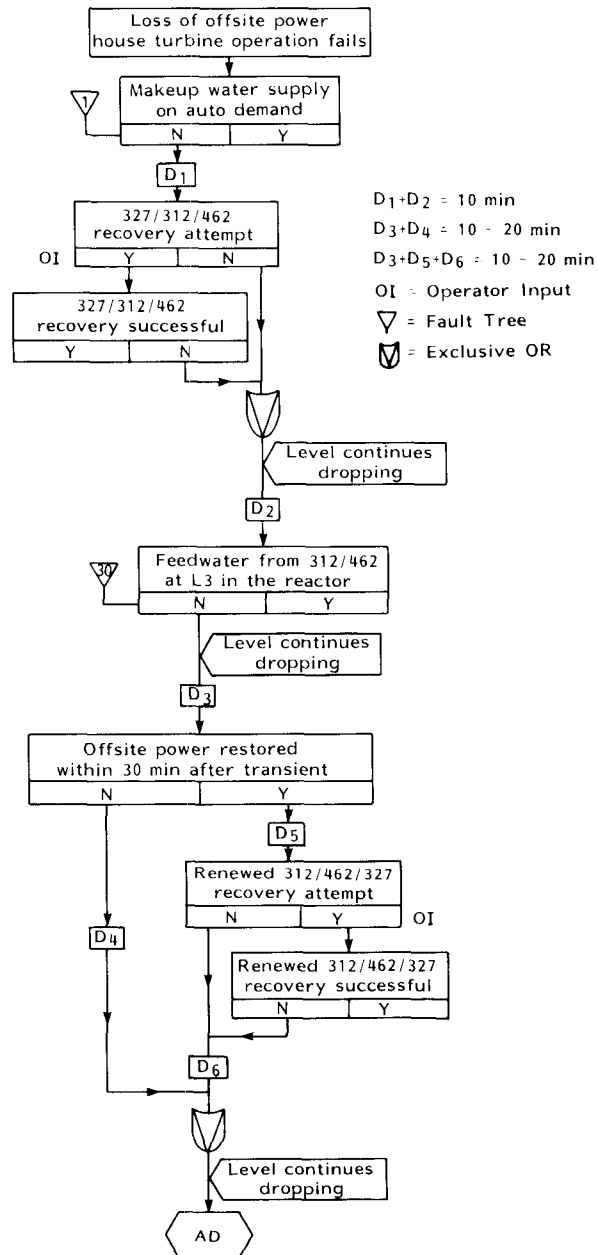 Loss of offsite power
house turbine operation fails
Makeup water supply
on auto demand
1
N Y
D1
327/312/462
recovery attempt
OI
Y N
327/312/462
recovery successful
Y N
D1+D2 = 10 min
D3+D4 = 10 - 20 min
D3+D5+D6 = 10 - 20 min
OI = Operator Input
= Fault Tree
= Exclusive OR
Level continues
dropping
D2
Feedwater from 312/462
at L3 in the reactor
30
N Y
Level continues
dropping
D3
Offsite power restored
within 30 min after transient
N Y
D5
Renewed 312/462/327
recovery attempt
N Y
OI
D4
Renewed 312/462/327
recovery successful
N Y
D6
Level continues
dropping
AD